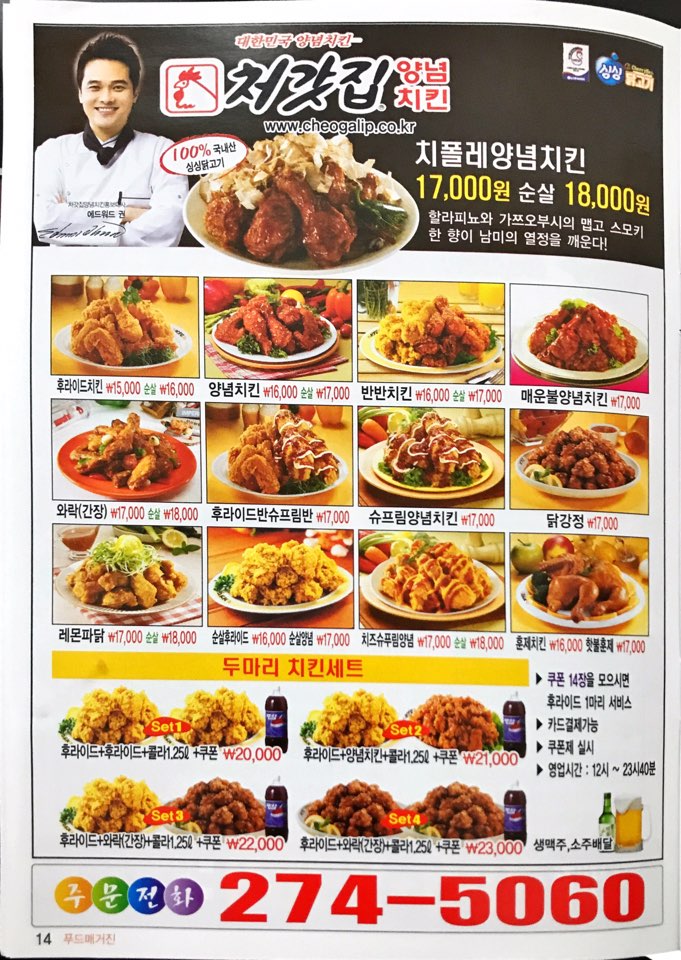 대한민국 양념치킨
처갓집 양념
치킨
www.cheogalip.co.kr
싱싱
닭고기
100% 국내산
싱싱닭고기
에드워드 권
치폴레양념치킨
17,000원 순살 18,000원
할라피뇨와 가쯔오부시의 맵고 스모키
한 향이 남미의 열정을 깨운다!
후라이드치킨 ₩15,000 순살 ₩16,000
양념치킨 ₩16,000 순살 ₩17,000
반반치킨 ₩16,000 순살 ₩17,000
매운불양념치킨 ₩17,000
와락(간장) ₩17,000 순살 ₩18,000
후라이드반슈프림반 ₩17,000
슈프림양념치킨 ₩17,000
닭강정 ₩17,000
레몬파닭 ₩17,000 순살 ₩18,000
순살후라이드 ₩16,000 순살양념 ₩17,000
치즈슈푸림양념 ₩17,000 순살 ₩18,000
훈제치킨 ₩16,000 핫불훈제 ₩17,000
두마리 치킨세트
Set1
후라이드+후라이드+콜라1.25ℓ +쿠폰 ₩20,000
Set2
후라이드+양념치킨+콜라1.25ℓ +쿠폰 ₩21,000
Set3
후라이드+와락(간장)+콜라1.25ℓ +쿠폰 ₩22,000
Set4
후라이드+와락(간장)+콜라1.25ℓ +쿠폰 ₩23,000
▶ 쿠폰 14장을 모으시면
후라이드 1마리 서비스
▶ 카드결제가능
▶ 쿠폰제 실시
▶ 영업시간 : 12시 ~ 23시40분
생맥주,소주배달
주문전화 274-5060
14 푸드매거진